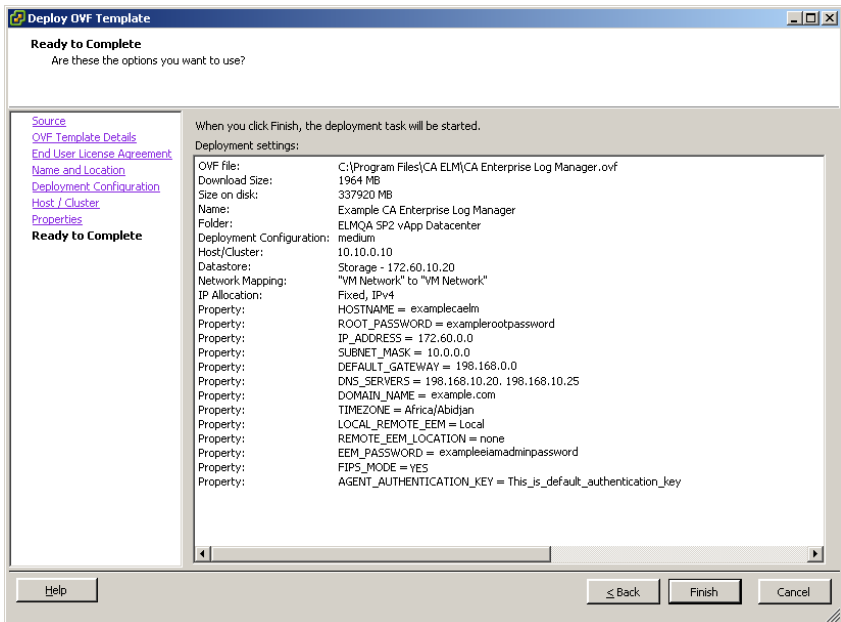 Deploy OVF Template
Ready to Complete
Are these the options you want to use?
Source
OVF Template Details
End User License Agreement
Name and Location
Deployment Configuration
Host / Cluster
Properties
Ready to Complete
When you click Finish, the deployment task will be started.
Deployment settings:
OVF file: C:\Program Files\CA ELM\CA Enterprise Log Manager.ovf
Download Size: 1964 MB
Size on disk: 337920 MB
Name: Example CA Enterprise Log Manager
Folder: ELMQA SP2 vApp Datacenter
Deployment Configuration: medium
Host/Cluster: 10.10.0.10
Datastore: Storage - 172.60.10.20
Network Mapping: "VM Network" to "VM Network"
IP Allocation: Fixed, IPv4
Property: HOSTNAME = examplecaelm
Property: ROOT_PASSWORD = examplerootpassword
Property: IP_ADDRESS = 172.60.0.0
Property: SUBNET_MASK = 10.0.0.0
Property: DEFAULT_GATEWAY = 198.168.0.0
Property: DNS_SERVERS = 198.168.10.20. 198.168.10.25
Property: DOMAIN_NAME = example.com
Property: TIMEZONE = Africa/Abidjan
Property: LOCAL_REMOTE_EEM = Local
Property: REMOTE_EEM_LOCATION = none
Property: EEM_PASSWORD = exampleeiamadminpassword
Property: FIPS_MODE = YES
Property: AGENT_AUTHENTICATION_KEY = This_is_default_authentication_key
Help
< Back
Finish
Cancel